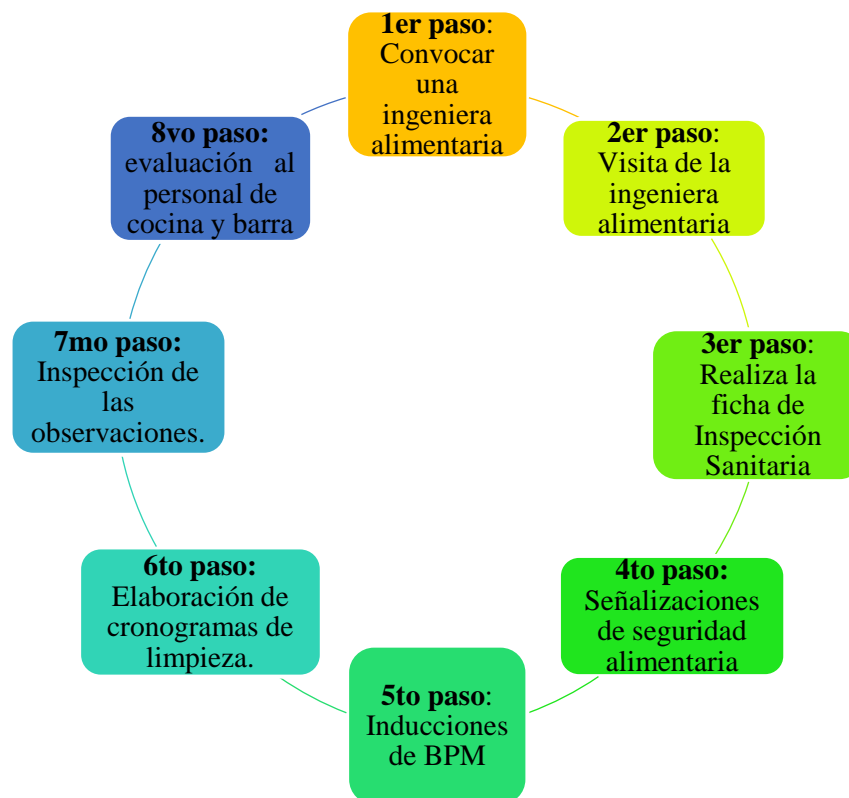 1er paso:
Convocar
una
ingeniera
alimentaria
2er paso:
Visita de la
ingeniera
alimentaria
3er paso:
Realiza la
ficha de
Inspección
Sanitaria
4to paso:
Señalizaciones
de seguridad
alimentaria
5to paso:
Inducciones
de BPM
6to paso:
Elaboración de
cronogramas de
limpieza.
7mo paso:
Inspección de
las
observaciones.
8vo paso:
evaluación al
personal de
cocina y barra